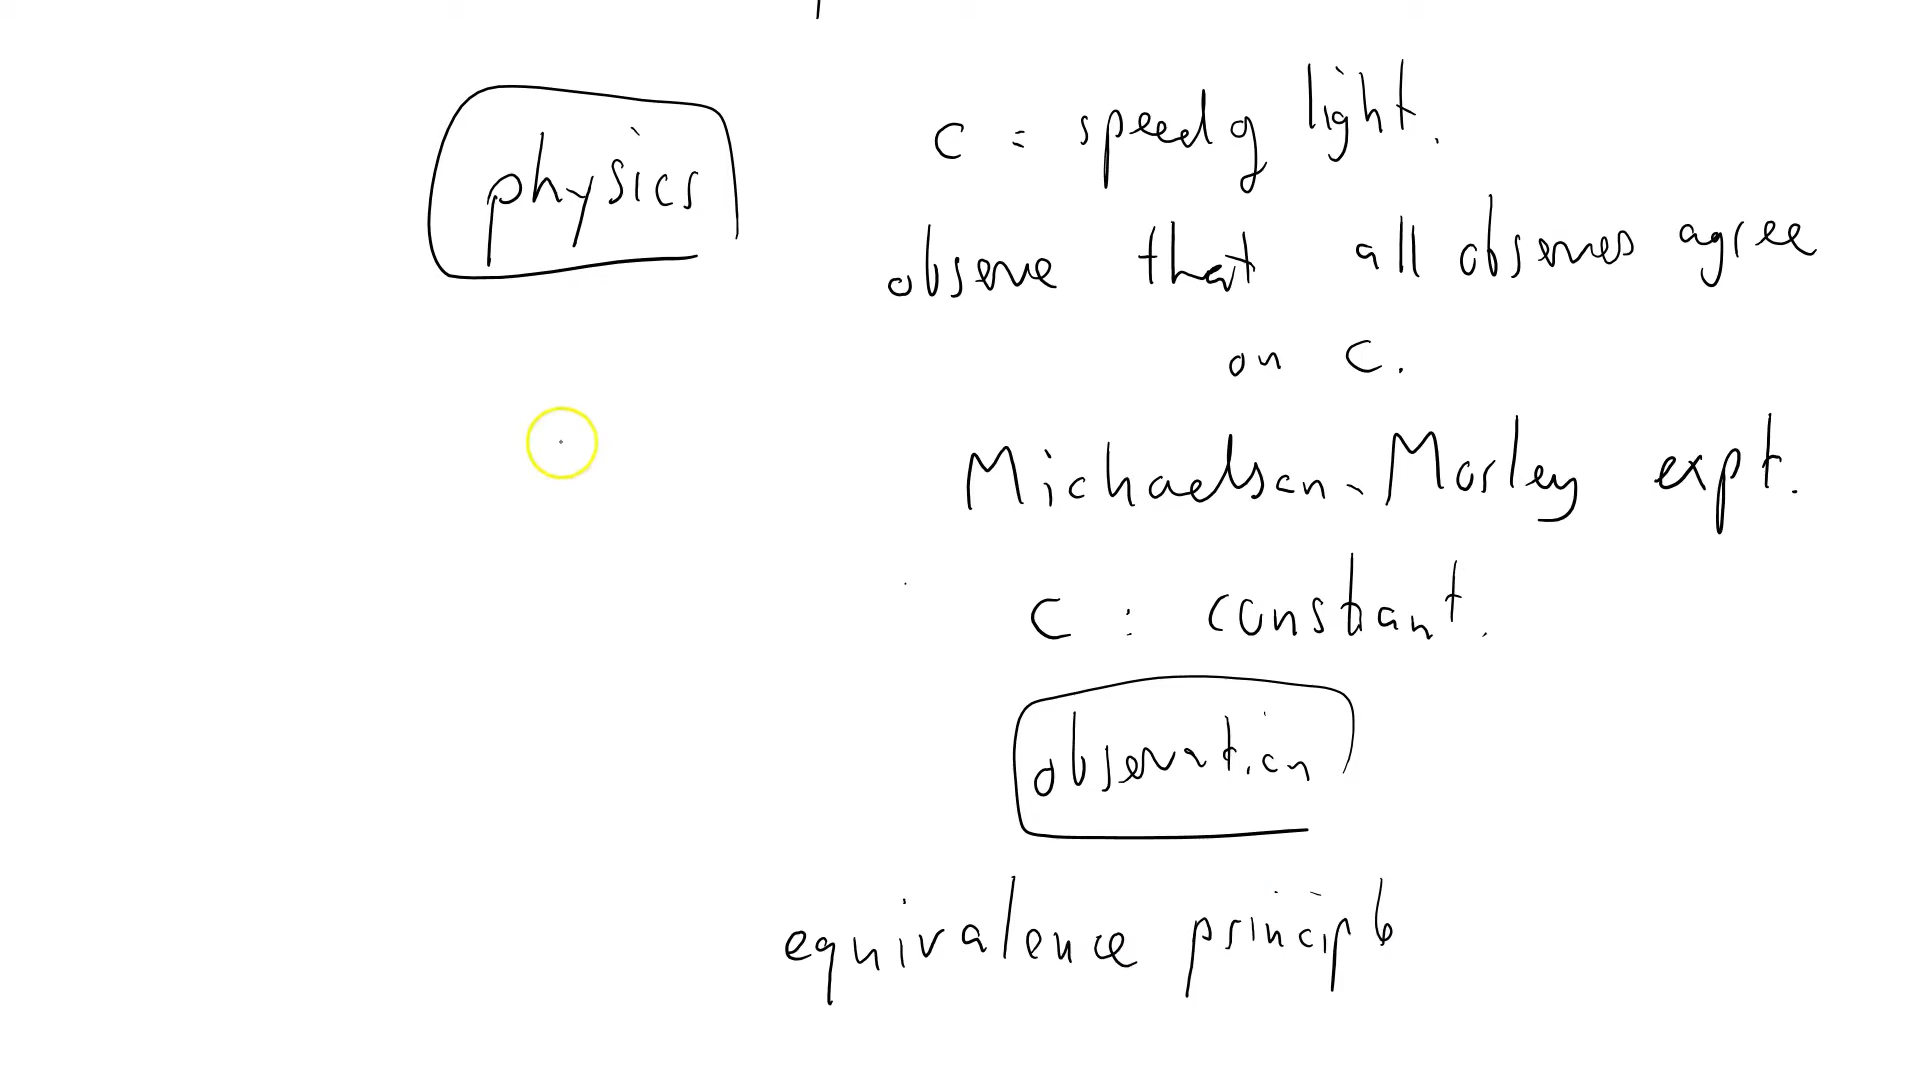 physics
c = speed of light.
observe that all observers agree
on c.
Michaelson-Morley expt.
c : constant.
observation
equivalence principle